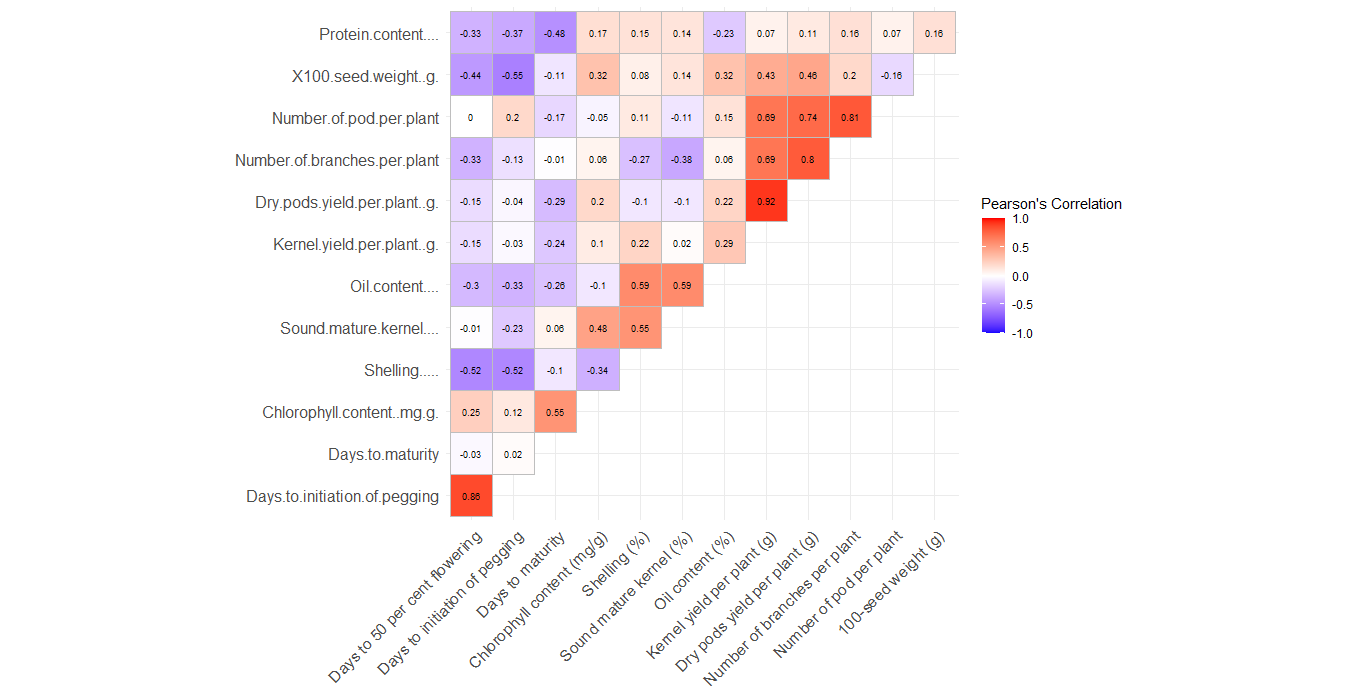 Protein.content.... -0.33 -0.37 -0.48 0.17 0.15 0.14 -0.23 0.07 0.11 0.16 0.07 0.16
X100.seed.weight..g. -0.44 -0.55 -0.11 0.32 0.08 0.14 0.32 0.43 0.46 0.2 -0.16
Number.of.pod.per.plant 0 0.2 -0.17 -0.05 0.11 -0.11 0.15 0.69 0.74 0.81
Number.of.branches.per.plant -0.33 -0.13 -0.01 0.06 -0.27 -0.38 0.06 0.69 0.8
Dry.pods.yield.per.plant..g. -0.15 -0.04 -0.29 0.2 -0.1 -0.1 0.22 0.92
Kernel.yield.per.plant..g. -0.15 -0.03 -0.24 0.1 0.22 0.02 0.29
Oil.content.... -0.3 -0.33 -0.26 -0.1 0.59 0.59
Sound.mature.kernel.... -0.01 -0.23 0.06 0.48 0.55
Shelling..... -0.52 -0.52 -0.1 -0.34
Chlorophyll.content..mg.g. 0.25 0.12 0.55
Days.to.maturity -0.03 0.02
Days.to.initiation.of.pegging 0.86
Days to 50 per cent flowering
Days to initiation of pegging
Days to maturity
Chlorophyll content (mg/g)
Shelling (%)
Sound mature kernel (%)
Oil content (%)
Kernel yield per plant (g)
Dry pods yield per plant (g)
Number of branches per plant
Number of pod per plant
100-seed weight (g)
Pearson's Correlation
1.0
0.5
0.0
-0.5
-1.0